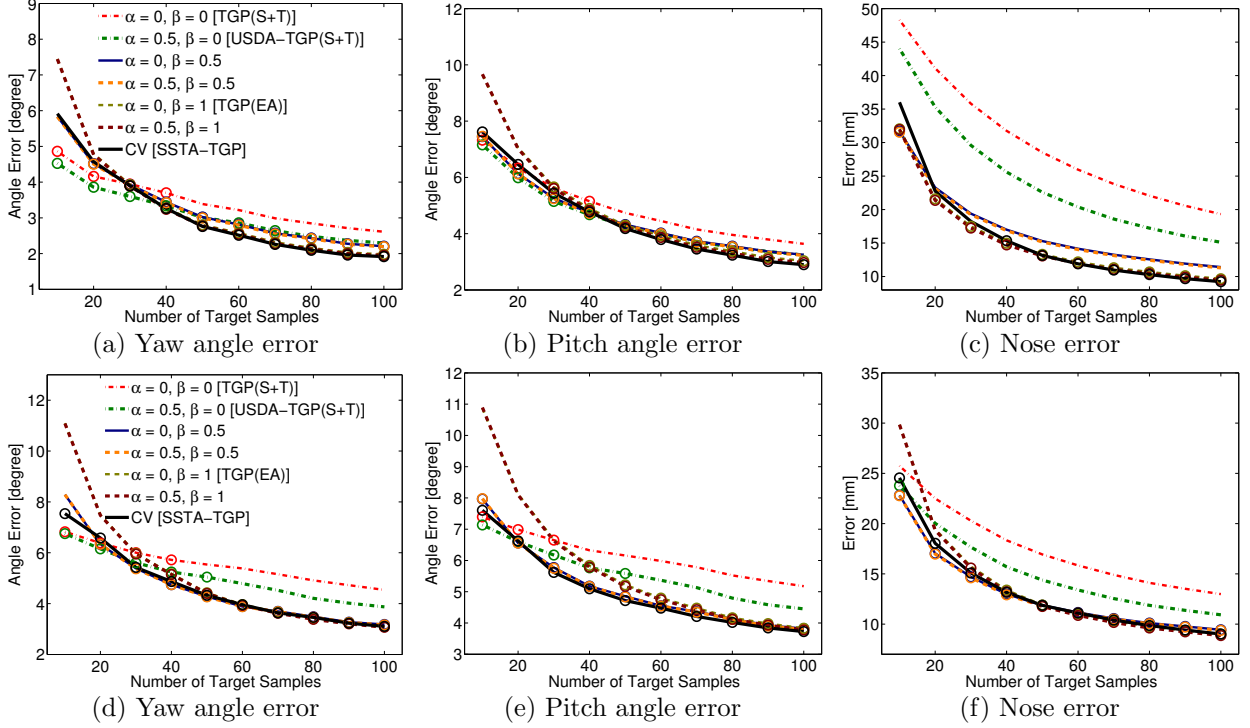 9
8
7
6
5
4
3
2
1
Angle Error [degree]
α = 0, β = 0 [TGP(S+T)]
α = 0.5, β = 0 [USDA−TGP(S+T)]
α = 0, β = 0.5
α = 0.5, β = 0.5
α = 0, β = 1 [TGP(EA)]
α = 0.5, β = 1
CV [SSTA−TGP]
20 40 60 80 100
Number of Target Samples
(a) Yaw angle error
12
10
8
6
4
2
Angle Error [degree]
20 40 60 80 100
Number of Target Samples
(b) Pitch angle error
50
45
40
35
30
25
20
15
10
Error [mm]
20 40 60 80 100
Number of Target Samples
(c) Nose error
12
10
8
6
4
2
Angle Error [degree]
α = 0, β = 0 [TGP(S+T)]
α = 0.5, β = 0 [USDA−TGP(S+T)]
α = 0, β = 0.5
α = 0.5, β = 0.5
α = 0, β = 1 [TGP(EA)]
α = 0.5, β = 1
CV [SSTA−TGP]
20 40 60 80 100
Number of Target Samples
(d) Yaw angle error
12
11
10
9
8
7
6
5
4
3
Angle Error [degree]
20 40 60 80 100
Number of Target Samples
(e) Pitch angle error
35
30
25
20
15
10
Error [mm]
20 40 60 80 100
Number of Target Samples
(f) Nose error